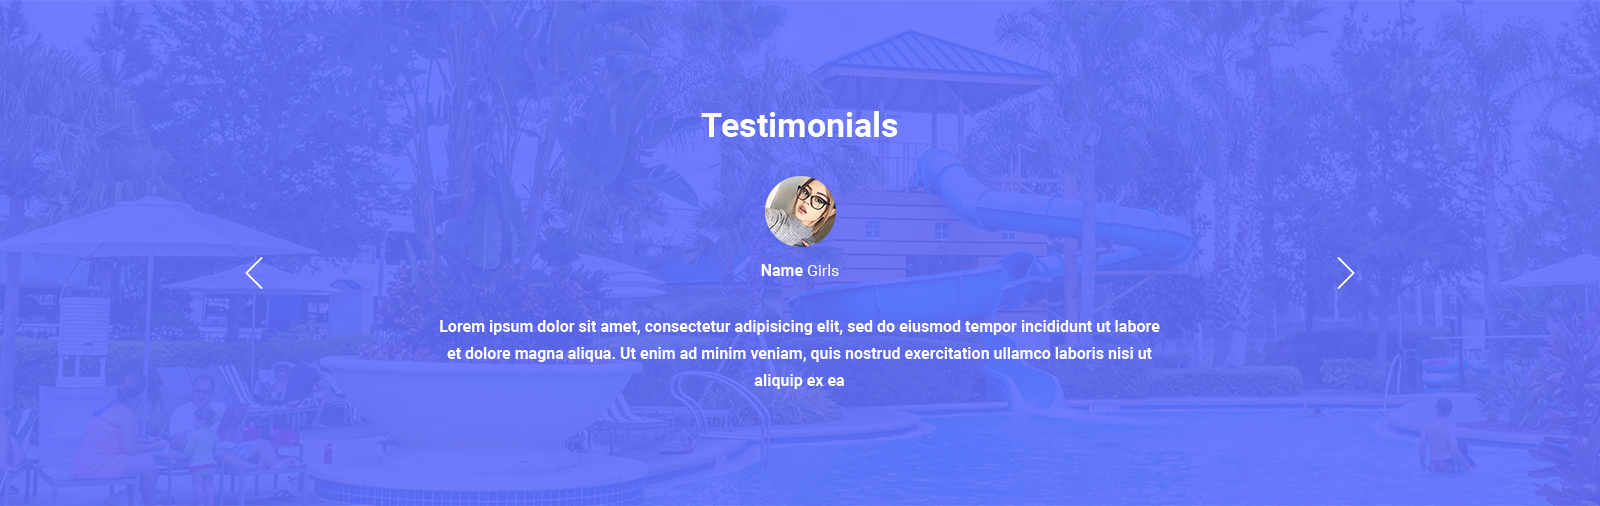 Testimonials
Name Girls
Lorem ipsum dolor sit amet, consectetur adipisicing elit, sed do eiusmod tempor incididunt ut labore
et dolore magna aliqua. Ut enim ad minim veniam, quis nostrud exercitation ullamco laboris nisi ut
aliquip ex ea